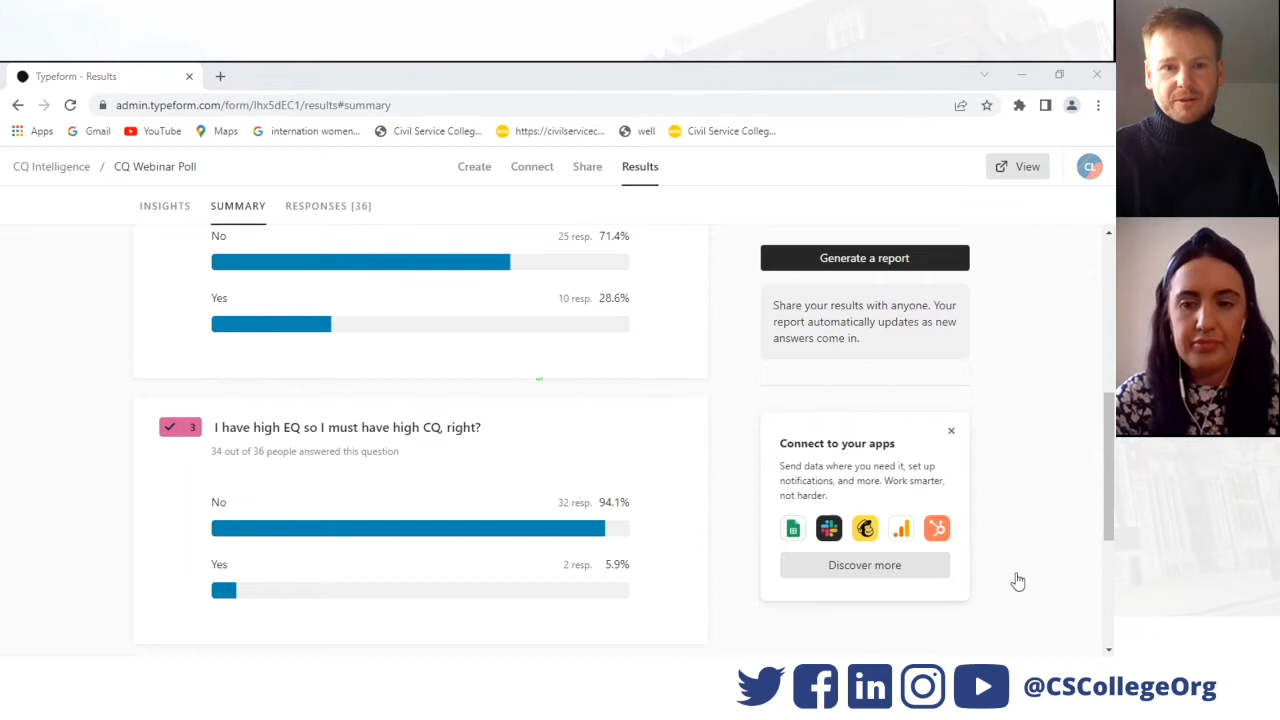 Typeform - Results
admin.typeform.com/form/lhx5dEC1/results#summary
Apps Gmail YouTube Maps internation women... Civil Service Colleg... https://civilservicec... well Civil Service Colleg...
CQ Intelligence / CQ Webinar Poll Create Connect Share Results View CL
INSIGHTS SUMMARY RESPONSES [36]
No 25 resp. 71.4%
Yes 10 resp. 28.6%
Generate a report
Share your results with anyone. Your
report automatically updates as new
answers come in.
3 I have high EQ so I must have high CQ, right?
34 out of 36 people answered this question
No 32 resp. 94.1%
Yes 2 resp. 5.9%
Connect to your apps
Send data where you need it, set up
notifications, and more. Work smarter,
not harder.
Discover more
@CSCollegeOrg